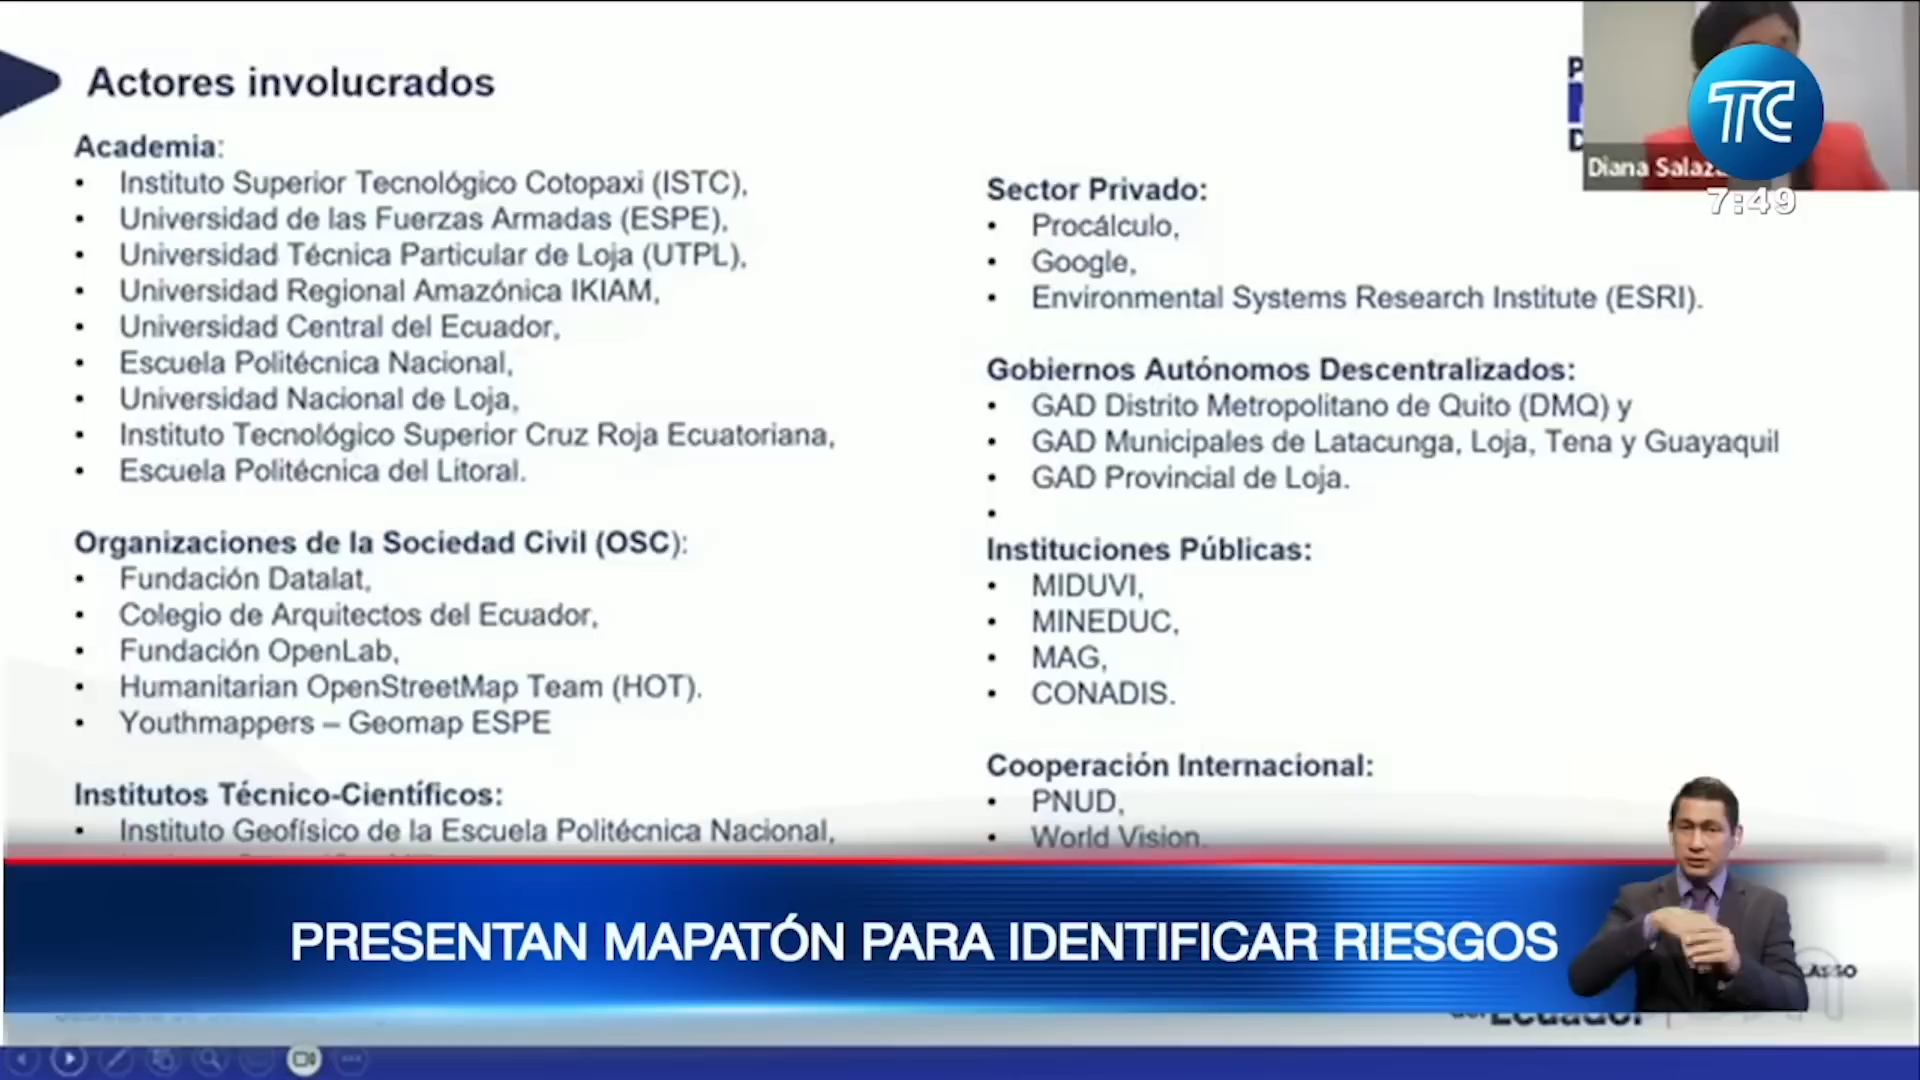 Actores involucrados
Academia:
• Instituto Superior Tecnológico Cotopaxi (ISTC),
• Universidad de las Fuerzas Armadas (ESPE),
• Universidad Técnica Particular de Loja (UTPL),
• Universidad Regional Amazónica IKIAM,
• Universidad Central del Ecuador,
• Escuela Politécnica Nacional,
• Universidad Nacional de Loja,
• Instituto Tecnológico Superior Cruz Roja Ecuatoriana,
• Escuela Politécnica del Litoral.
Organizaciones de la Sociedad Civil (OSC):
• Fundación Datalat,
• Colegio de Arquitectos del Ecuador,
• Fundación OpenLab,
• Humanitarian OpenStreetMap Team (HOT).
• Youthmappers – Geomap ESPE
Institutos Técnico-Científicos:
• Instituto Geofísico de la Escuela Politécnica Nacional,
Sector Privado:
• Procálculo,
• Google,
• Environmental Systems Research Institute (ESRI).
Gobiernos Autónomos Descentralizados:
• GAD Distrito Metropolitano de Quito (DMQ) y
• GAD Municipales de Latacunga, Loja, Tena y Guayaquil
• GAD Provincial de Loja.
•
Instituciones Públicas:
• MIDUVI,
• MINEDUC,
• MAG,
• CONADIS.
Cooperación Internacional:
• PNUD,
• World Vision.
Diana
TC
7:49
PRESENTAN MAPATÓN PARA IDENTIFICAR RIESGOS